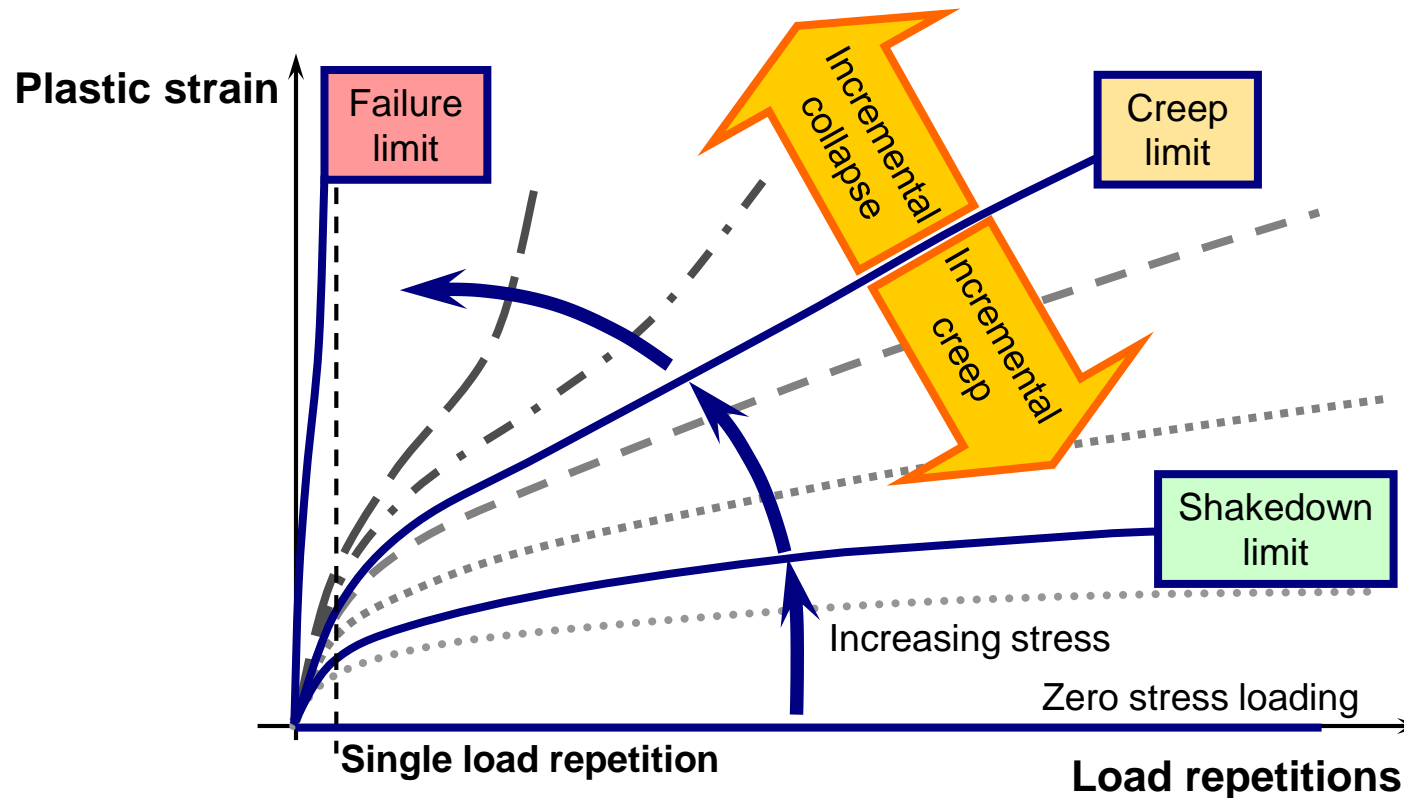 Plastic strain
Failure
limit
Incremental
collapse
Creep
limit
Incremental
creep
Shakedown
limit
Increasing stress
Zero stress loading
Single load repetition
Load repetitions